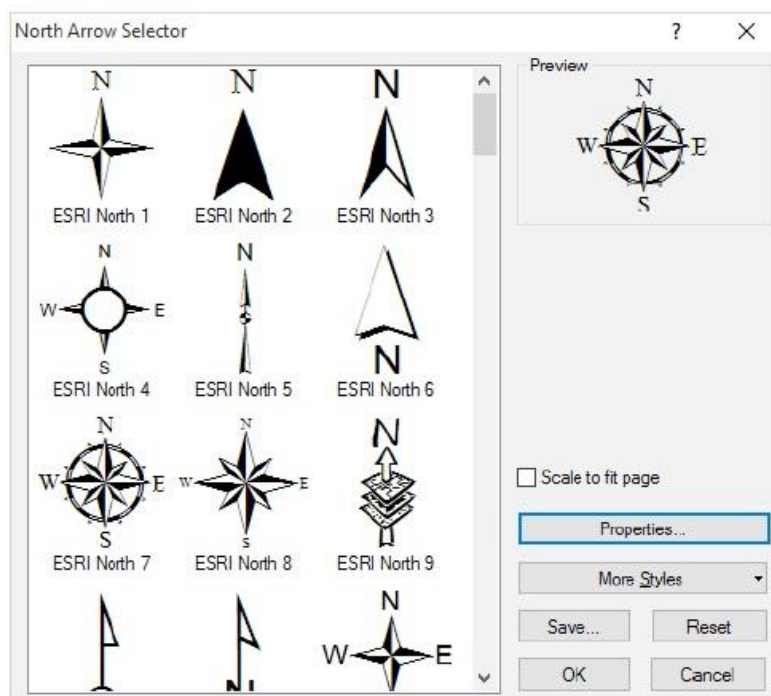 North Arrow Selector ? X
Preview
N N N
ESRI North 1 ESRI North 2 ESRI North 3
N
W E
S
N
N
ESRI North 4 ESRI North 5 ESRI North 6
N
W E
S
N
W E
S
N
ESRI North 7 ESRI North 8 ESRI North 9
N
N
W E
N
W E
S
Scale to fit page
Properties...
More Styles
Save... Reset
OK Cancel